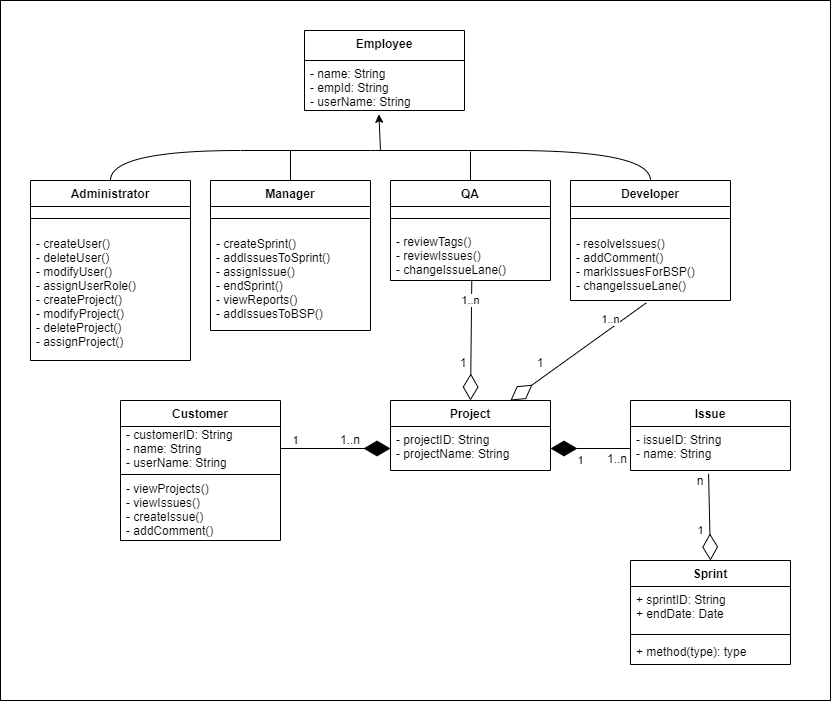 Employee
- name: String
- empId: String
- userName: String
Administrator
- createUser()
- deleteUser()
- modifyUser()
- assignUserRole()
- createProject()
- modifyProject()
- deleteProject()
- assignProject()
Manager
- createSprint()
- addIssuesToSprint()
- assignIssue()
- endSprint()
- viewReports()
- addIssuesToBSP()
QA
- reviewTags()
- reviewIssues()
- changeIssueLane()
Developer
- resolveIssues()
- addComment()
- markIssuesForBSP()
- changeIssueLane()
1..n
1..n
1
1
Customer
- customerID: String
- name: String
- userName: String
- viewProjects()
- viewIssues()
- createIssue()
- addComment()
1
1..n
Project
- projectID: String
- projectName: String
1
1..n
Issue
- issueID: String
- name: String
n
1
Sprint
+ sprintID: String
+ endDate: Date
+ method(type): type